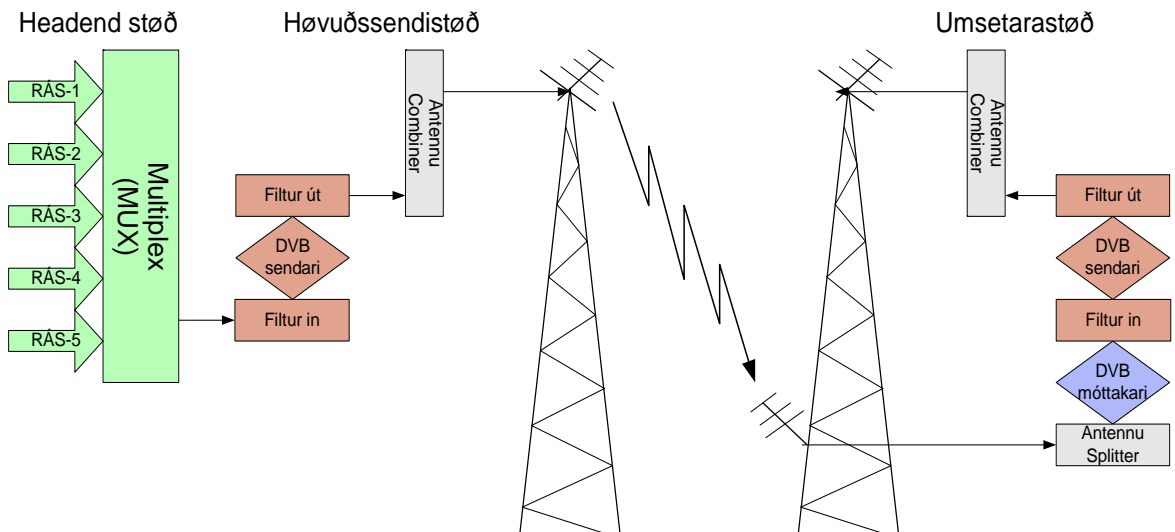 Headend støð
RÁS-1
RÁS-2
RÁS-3
RÁS-4
RÁS-5
Multiplex
(MUX)
Høvuðssendistøð
Filtur út
DVB
sendari
Filtur in
Antennu
Combiner
Umsetarastøð
Antennu
Combiner
Filtur út
DVB
sendari
Filtur in
DVB
móttakari
Antennu
Splitter